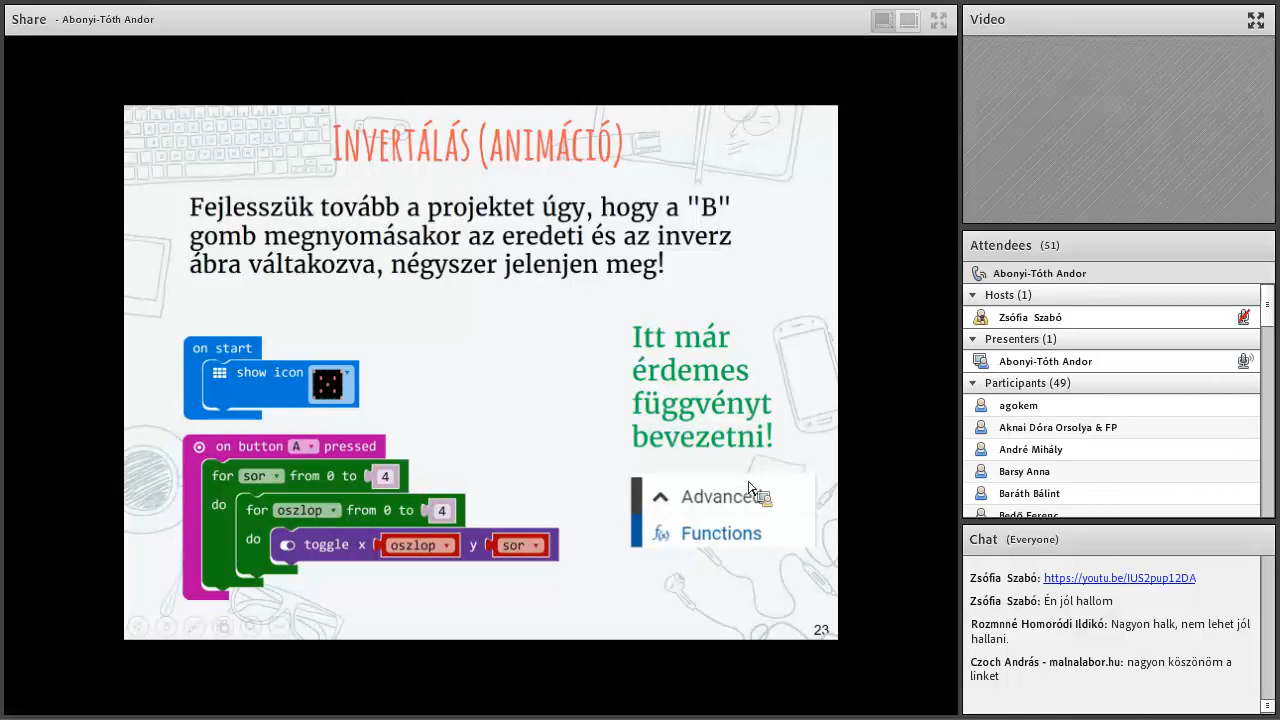 Share - Abonyi-Tóth Andor
INVERTÁLÁS (ANIMÁCIÓ)
Fejlesszük tovább a projektet úgy, hogy a "B"
gomb megnyomásakor az eredeti és az inverz
ábra váltakozva, négyszer jelenjen meg!
on start
show icon
on button A pressed
for sor from 0 to 4
do for oszlop from 0 to 4
do toggle x oszlop y sor
Itt már
érdemes
függvényt
bevezetni!
Advanced
f(x) Functions
23
Video
Attendees (51)
Abonyi-Tóth Andor
Hosts (1)
Zsófia Szabó
Presenters (1)
Abonyi-Tóth Andor
Participants (49)
agokem
Aknai Dóra Orsolya & FP
André Mihály
Barsy Anna
Baráth Bálint
Bedő Ferenc
Chat (Everyone)
Zsófia Szabó: https://youtu.be/IUS2pup12DA
Zsófia Szabó: Én jól hallom
Rozmnné Homoródi Ildikó: Nagyon halk, nem lehet jól
hallani.
Czoch András - malnalabor.hu: nagyon köszönöm a
linket